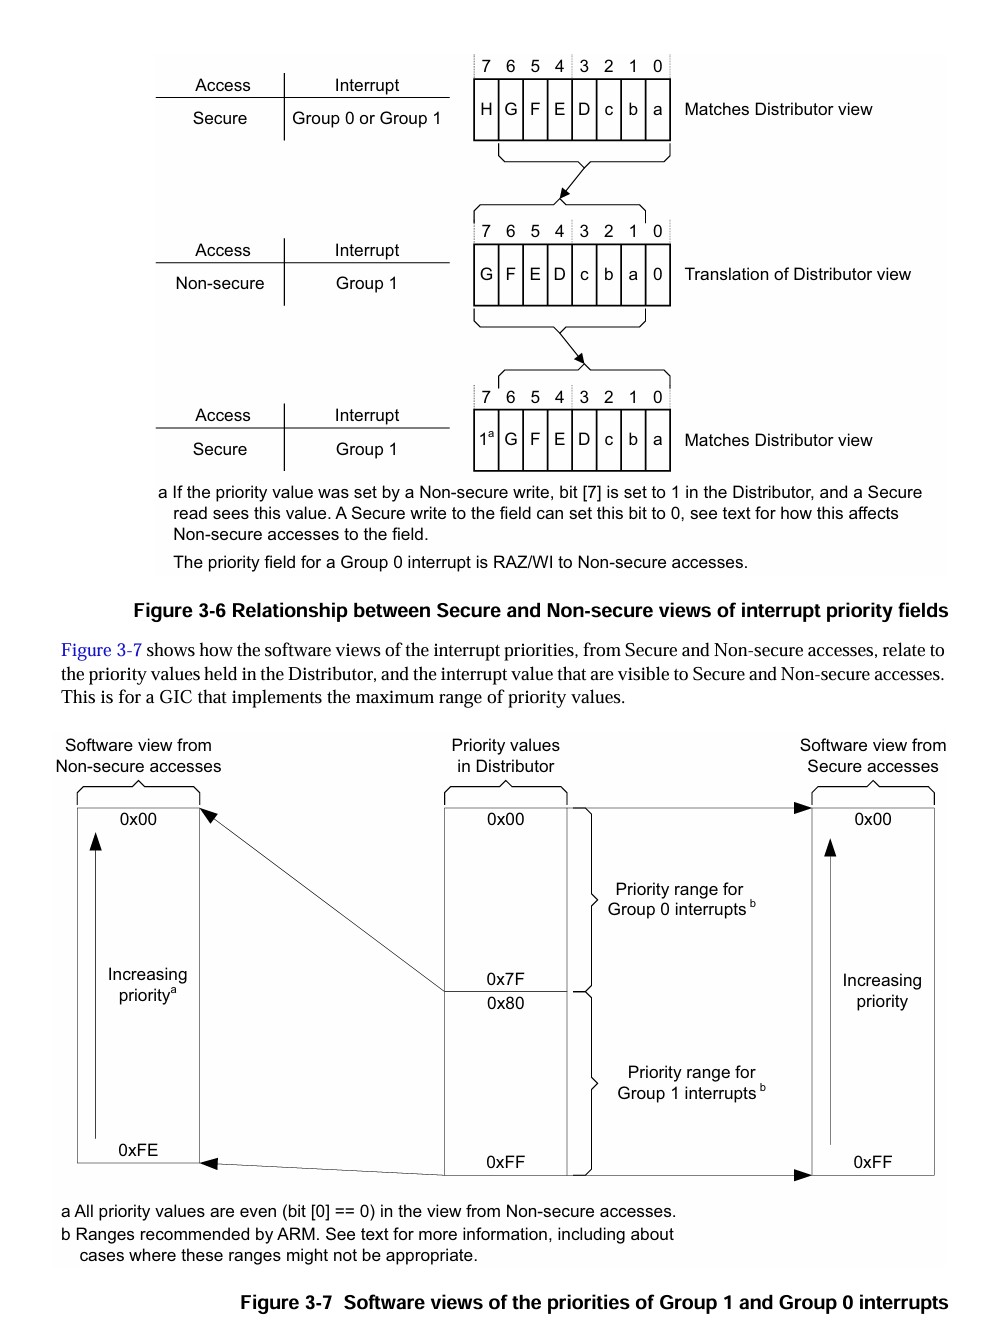 7 6 5 4 3 2 1 0
Access Interrupt
Secure Group 0 or Group 1
H G F E D c b a
Matches Distributor view
7 6 5 4 3 2 1 0
Access Interrupt
Non-secure Group 1
G F E D c b a 0
Translation of Distributor view
7 6 5 4 3 2 1 0
Access Interrupt
Secure Group 1
1a G F E D c b a
Matches Distributor view
a If the priority value was set by a Non-secure write, bit [7] is set to 1 in the Distributor, and a Secure
read sees this value. A Secure write to the field can set this bit to 0, see text for how this affects
Non-secure accesses to the field.
The priority field for a Group 0 interrupt is RAZ/WI to Non-secure accesses.
Figure 3-6 Relationship between Secure and Non-secure views of interrupt priority fields
Figure 3-7 shows how the software views of the interrupt priorities, from Secure and Non-secure accesses, relate to
the priority values held in the Distributor, and the interrupt value that are visible to Secure and Non-secure accesses.
This is for a GIC that implements the maximum range of priority values.
Software view from
Non-secure accesses
Priority values
in Distributor
Software view from
Secure accesses
0x00
0x00
0x00
Priority range for
Group 0 interrupts b
Increasing
prioritya
0x7F
0x80
Increasing
priority
Priority range for
Group 1 interrupts b
0xFE
0xFF
0xFF
a All priority values are even (bit [0] == 0) in the view from Non-secure accesses.
b Ranges recommended by ARM. See text for more information, including about
cases where these ranges might not be appropriate.
Figure 3-7 Software views of the priorities of Group 1 and Group 0 interrupts